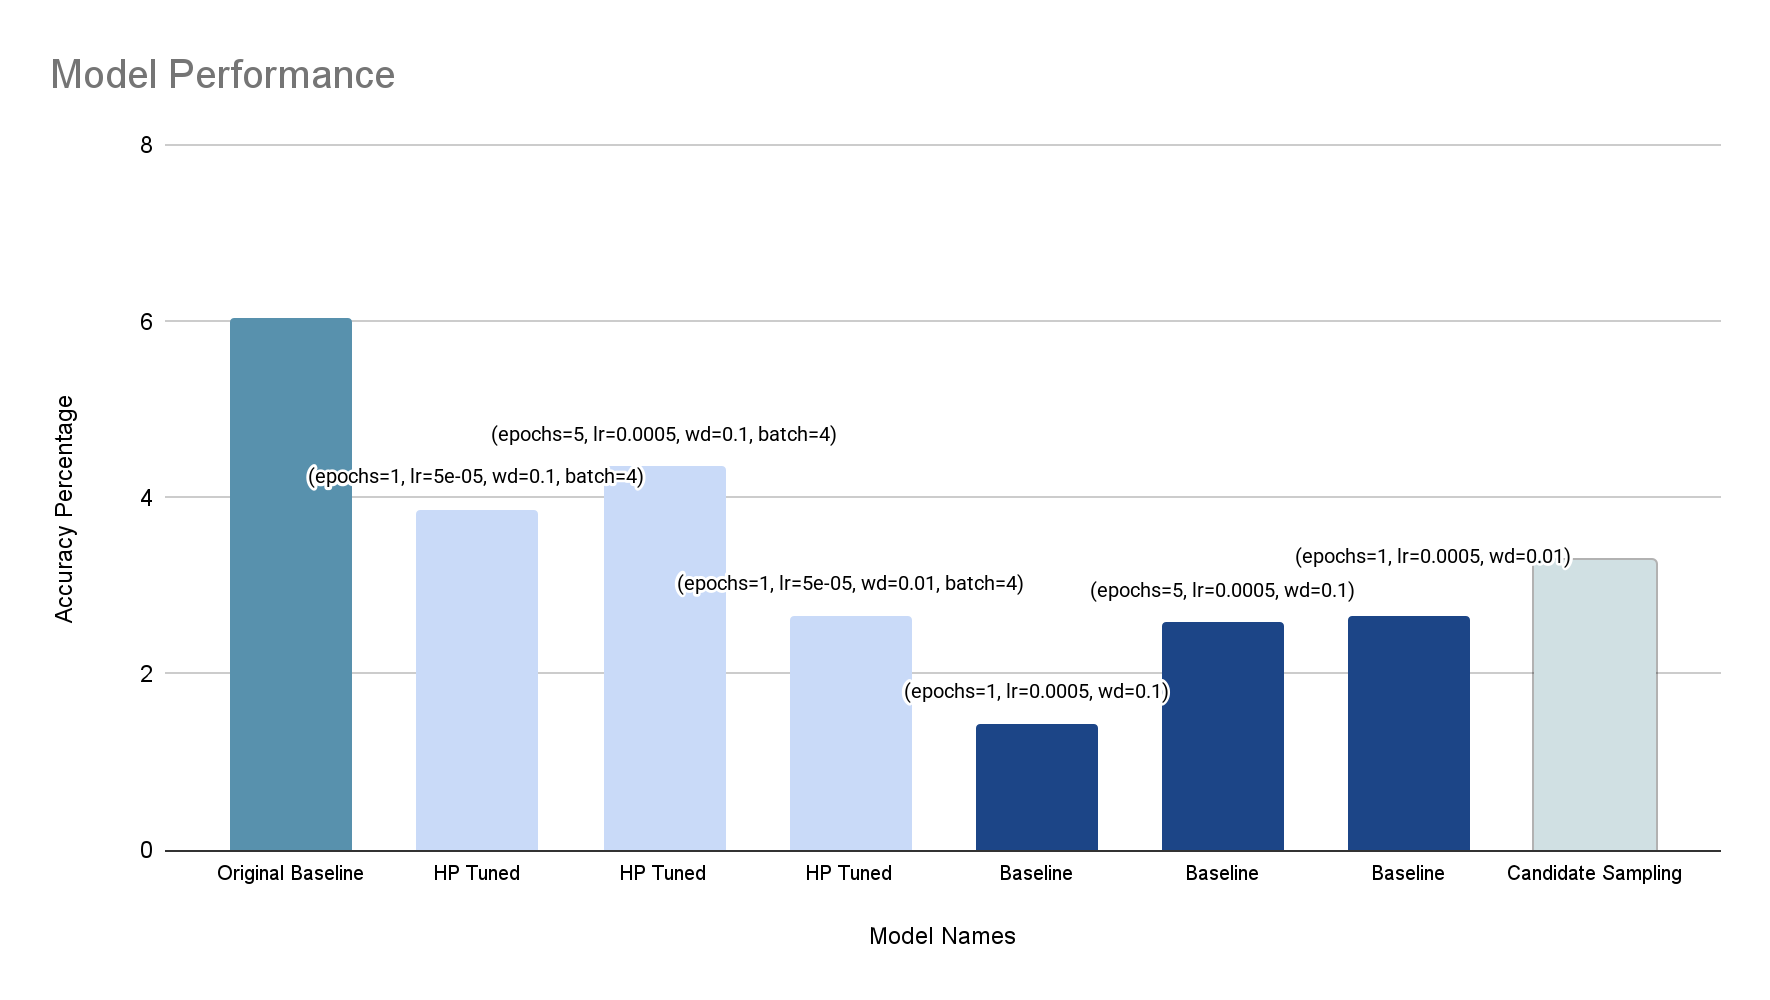 Model Performance
8
6
4
2
0
Accuracy Percentage
(epochs=5, lr=0.0005, wd=0.1, batch=4)
(epochs=1, lr=5e-05, wd=0.1, batch=4)
(epochs=1, lr=5e-05, wd=0.01, batch=4)
(epochs=1, lr=0.0005, wd=0.1)
(epochs=5, lr=0.0005, wd=0.1)
(epochs=1, lr=0.0005, wd=0.01)
Original Baseline
HP Tuned
HP Tuned
HP Tuned
Baseline
Baseline
Baseline
Candidate Sampling
Model Names